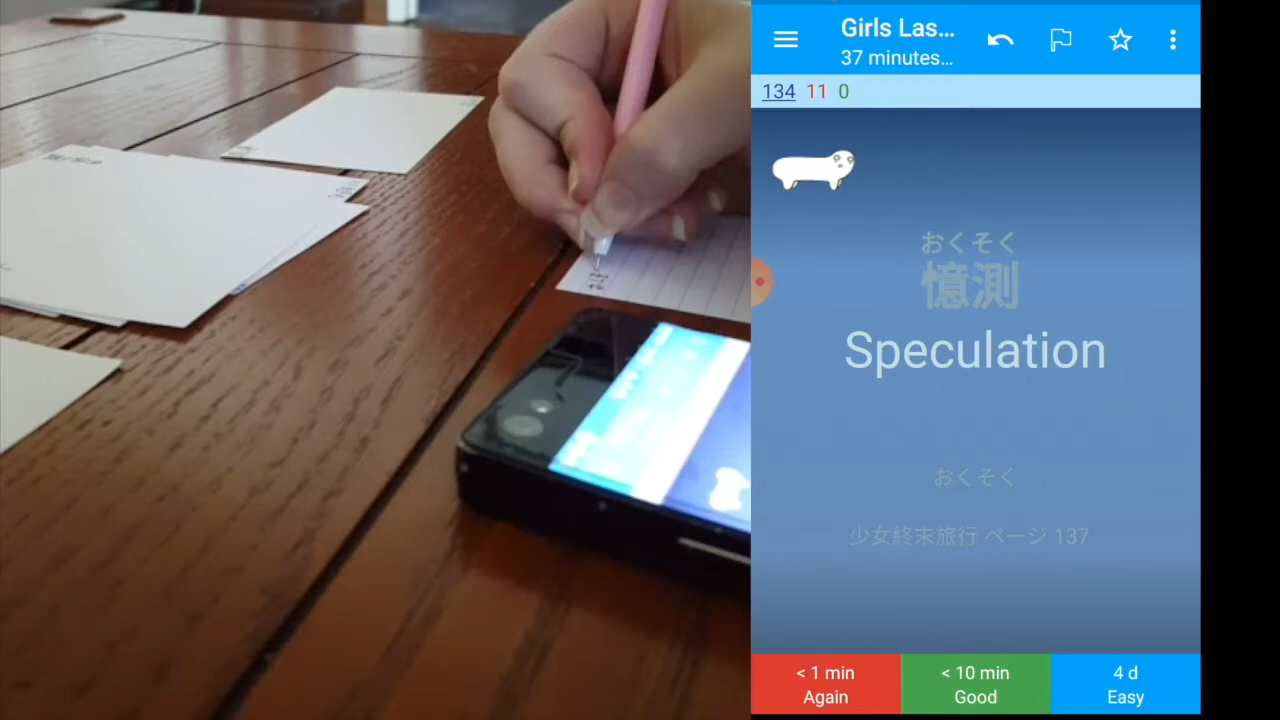 Girls Las...
37 minutes...
134 11 0
おくそく
憶測
Speculation
おくそく
少女終末旅行 ページ 137
< 1 min
Again
< 10 min
Good
4 d
Easy